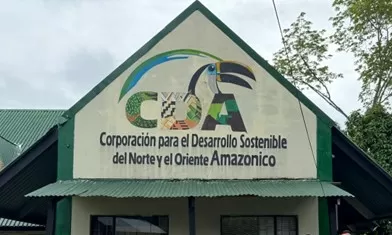 CDA
Corporación para el Desarrollo Sostenible
del Norte y el Oriente Amazonico